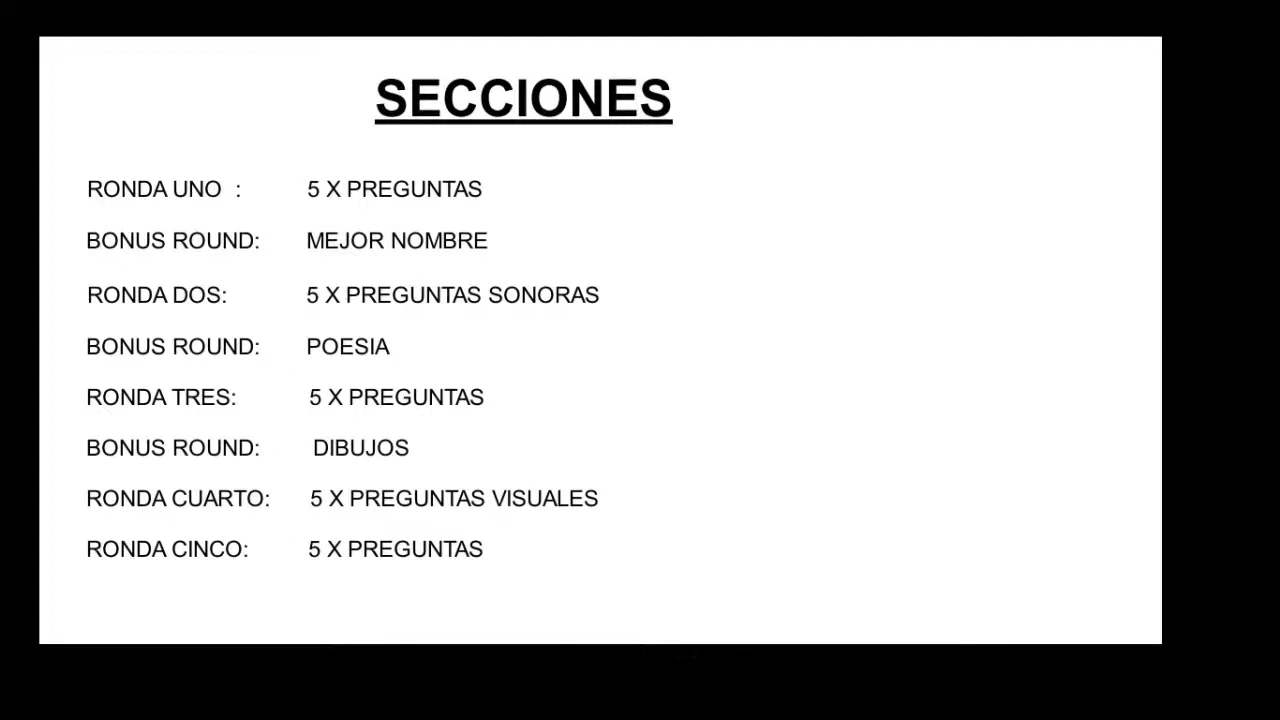 SECCIONES
RONDA UNO : 5 X PREGUNTAS
BONUS ROUND: MEJOR NOMBRE
RONDA DOS: 5 X PREGUNTAS SONORAS
BONUS ROUND: POESIA
RONDA TRES: 5 X PREGUNTAS
BONUS ROUND: DIBUJOS
RONDA CUARTO: 5 X PREGUNTAS VISUALES
RONDA CINCO: 5 X PREGUNTAS